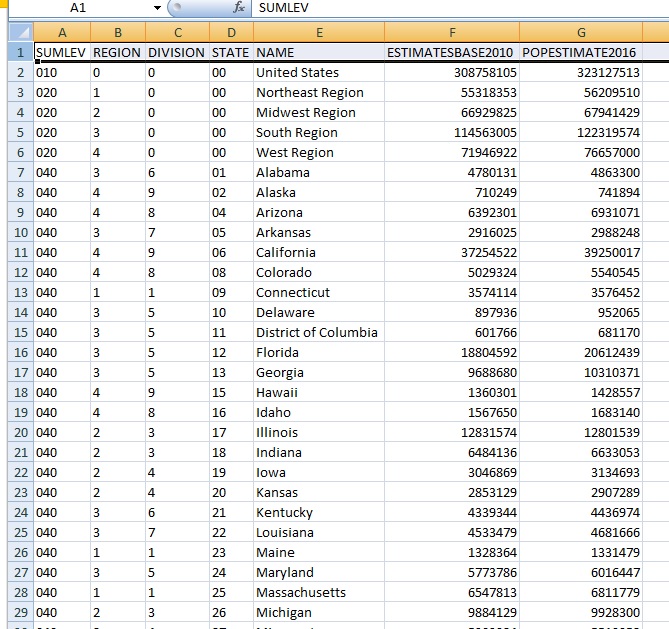 A1 fx SUMLEV
A B C D E F G
1 SUMLEV REGION DIVISION STATE NAME ESTIMATESBASE2010 POPESTIMATE2016
2 010 0 0 00 United States 308758105 323127513
3 020 1 0 00 Northeast Region 55318353 56209510
4 020 2 0 00 Midwest Region 66929825 67941429
5 020 3 0 00 South Region 114563005 122319574
6 020 4 0 00 West Region 71946922 76657000
7 040 3 6 01 Alabama 4780131 4863300
8 040 4 9 02 Alaska 710249 741894
9 040 4 8 04 Arizona 6392301 6931071
10 040 3 7 05 Arkansas 2916025 2988248
11 040 4 9 06 California 37254522 39250017
12 040 4 8 08 Colorado 5029324 5540545
13 040 1 1 09 Connecticut 3574114 3576452
14 040 3 5 10 Delaware 897936 952065
15 040 3 5 11 District of Columbia 601766 681170
16 040 3 5 12 Florida 18804592 20612439
17 040 3 5 13 Georgia 9688680 10310371
18 040 4 9 15 Hawaii 1360301 1428557
19 040 4 8 16 Idaho 1567650 1683140
20 040 2 3 17 Illinois 12831574 12801539
21 040 2 3 18 Indiana 6484136 6633053
22 040 2 4 19 Iowa 3046869 3134693
23 040 2 4 20 Kansas 2853129 2907289
24 040 3 6 21 Kentucky 4339344 4436974
25 040 3 7 22 Louisiana 4533479 4681666
26 040 1 1 23 Maine 1328364 1331479
27 040 3 5 24 Maryland 5773786 6016447
28 040 1 1 25 Massachusetts 6547813 6811779
29 040 2 3 26 Michigan 9884129 9928300